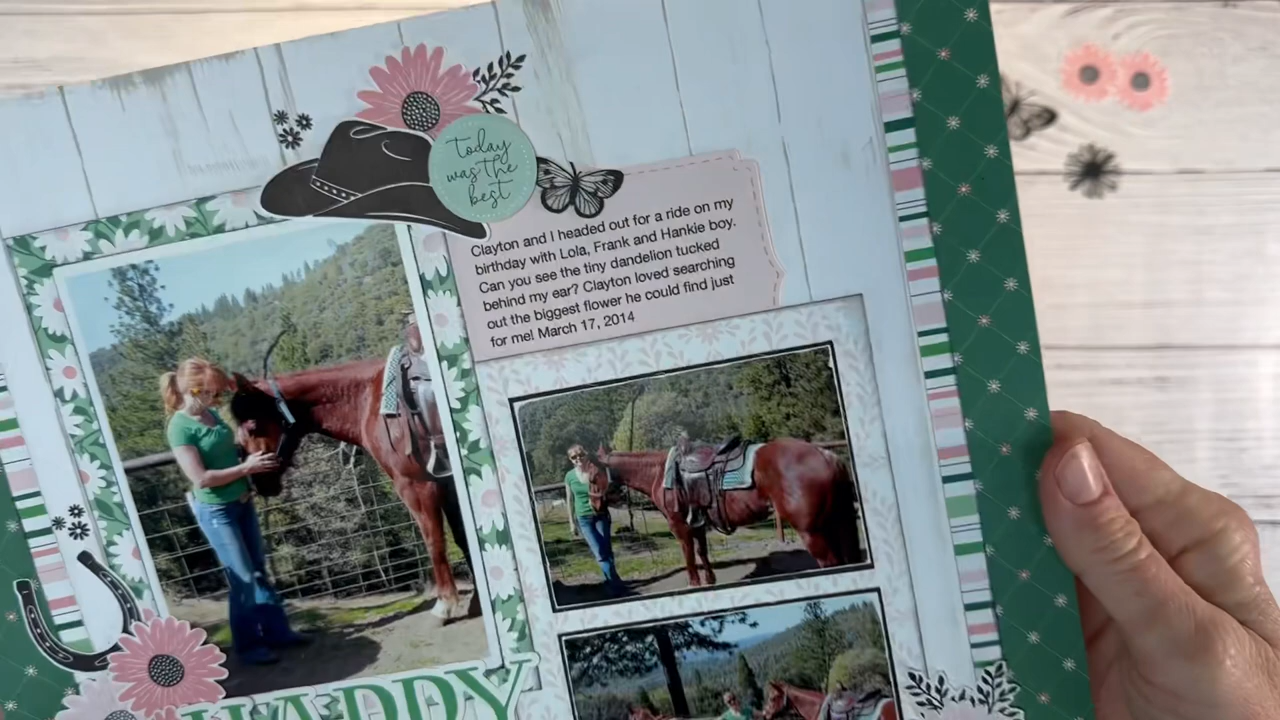 today
was the
best
Clayton and I headed out for a ride on my
birthday with Lola, Frank and Hankie boy.
Can you see the tiny dandelion tucked
behind my ear? Clayton loved searching
out the biggest flower he could find just
for me! March 17, 2014
HAPPY